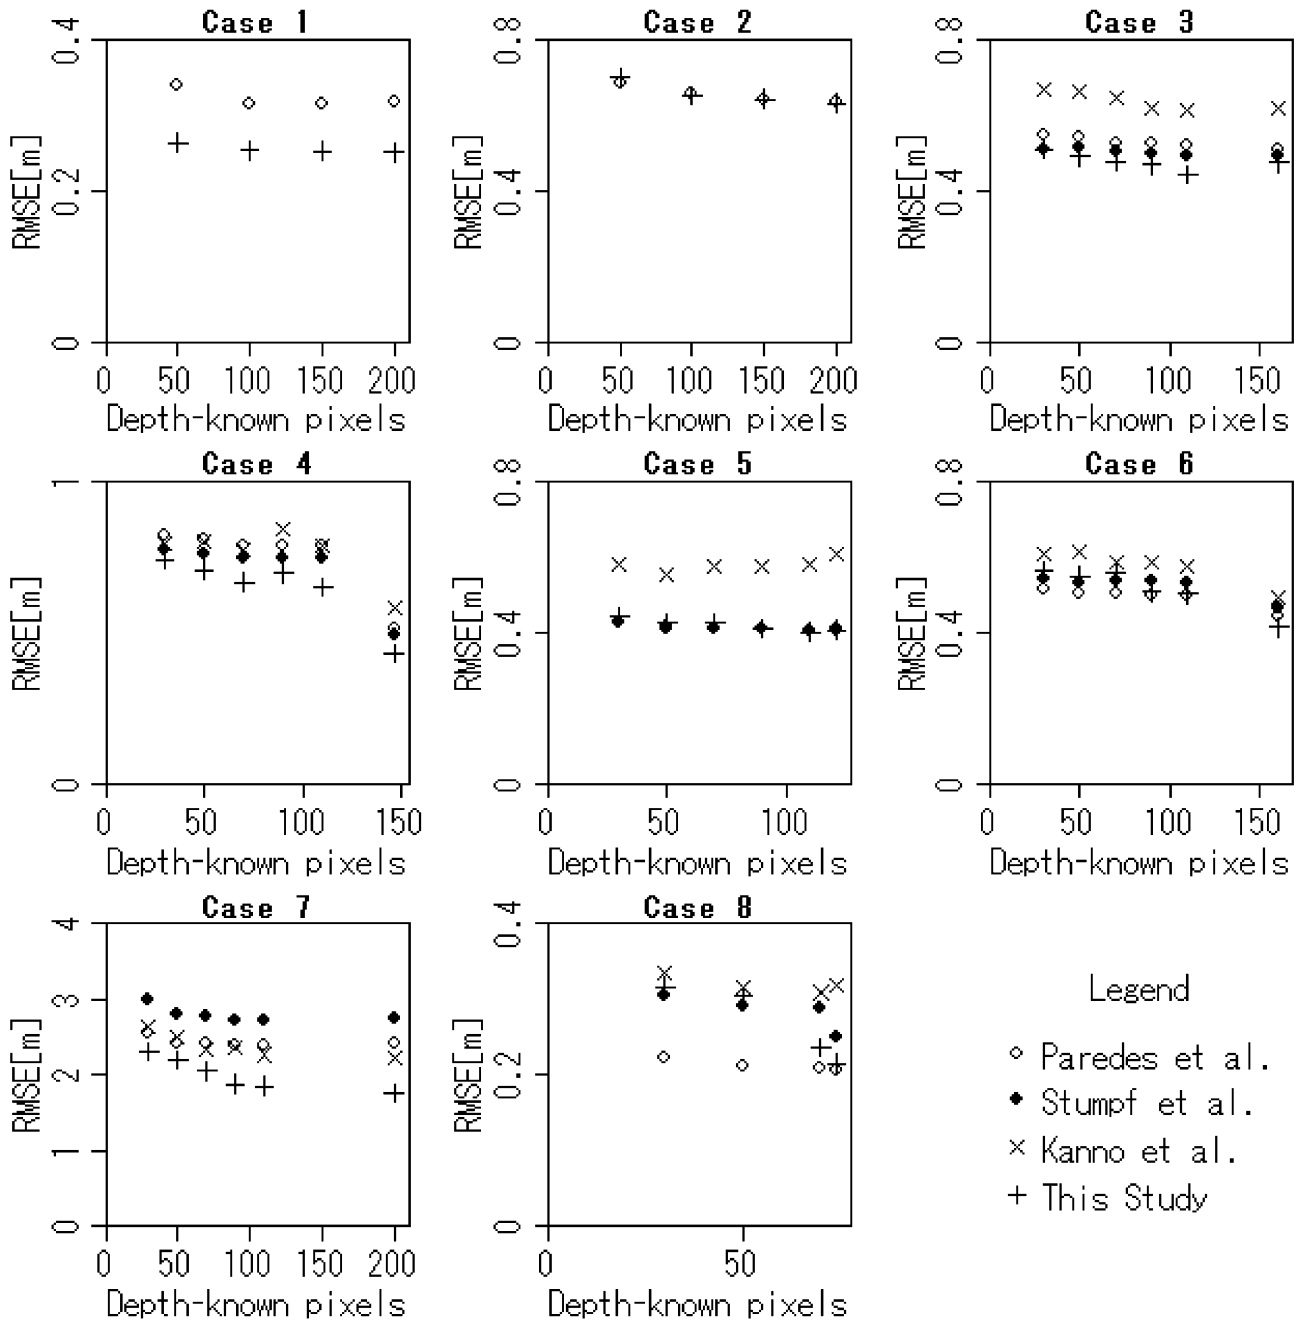 Case 1
RMSE[m]
0.4
0.2
0
0 50 100 150 200
Depth-known pixels
Case 2
RMSE[m]
0.8
0.4
0
0 50 100 150 200
Depth-known pixels
Case 3
RMSE[m]
0.8
0.4
0
0 50 100 150
Depth-known pixels
Case 4
RMSE[m]
1
0
0 50 100 150
Depth-known pixels
Case 5
RMSE[m]
0.8
0.4
0
0 50 100
Depth-known pixels
Case 6
RMSE[m]
0.8
0.4
0
0 50 100 150
Depth-known pixels
Case 7
RMSE[m]
4
3
2
1
0
0 50 100 150 200
Depth-known pixels
Case 8
RMSE[m]
0.4
0.2
0
0 50
Depth-known pixels
Legend
Paredes et al.
Stumpf et al.
Kanno et al.
This Study